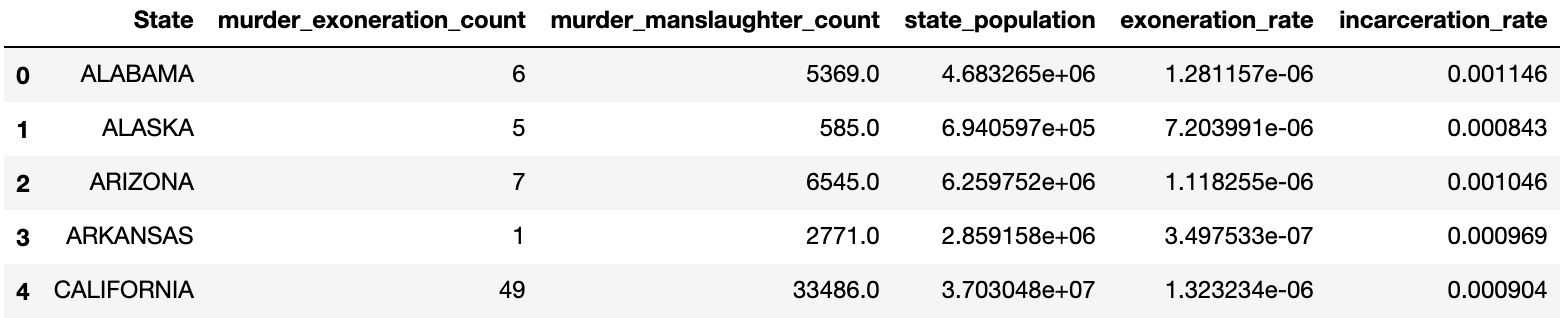 State murder_exoneration_count murder_manslaughter_count state_population exoneration_rate incarceration_rate
0 ALABAMA 6 5369.0 4.683265e+06 1.281157e-06 0.001146
1 ALASKA 5 585.0 6.940597e+05 7.203991e-06 0.000843
2 ARIZONA 7 6545.0 6.259752e+06 1.118255e-06 0.001046
3 ARKANSAS 1 2771.0 2.859158e+06 3.497533e-07 0.000969
4 CALIFORNIA 49 33486.0 3.703048e+07 1.323234e-06 0.000904